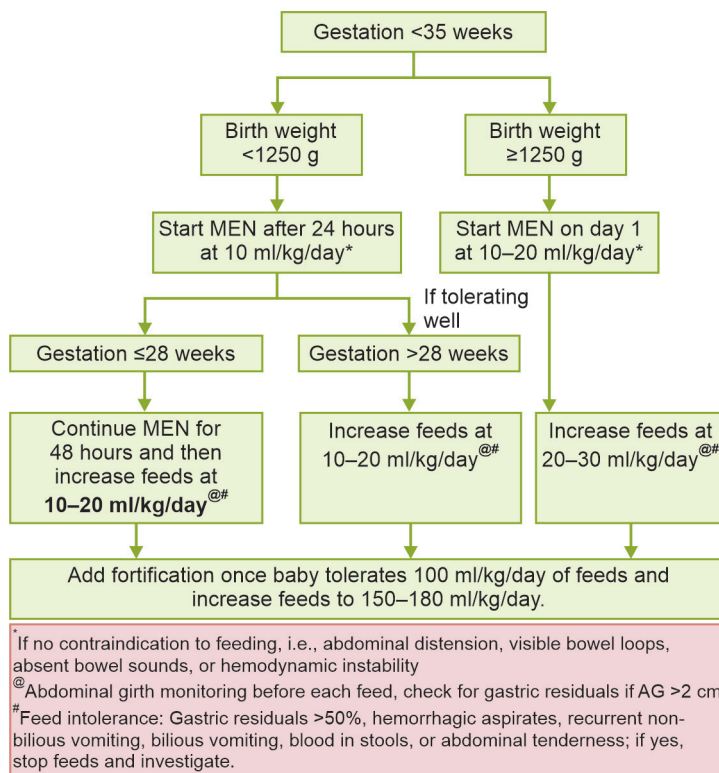 Gestation <35 weeks
Birth weight
<1250 g
Birth weight
≥1250 g
Start MEN after 24 hours
at 10 ml/kg/day*
Start MEN on day 1
at 10–20 ml/kg/day*
If tolerating
well
Gestation ≤28 weeks
Gestation >28 weeks
Continue MEN for
48 hours and then
increase feeds at
10–20 ml/kg/day@#
Increase feeds at
10–20 ml/kg/day@#
Increase feeds at
20–30 ml/kg/day@#
Add fortification once baby tolerates 100 ml/kg/day of feeds and
increase feeds to 150–180 ml/kg/day.
*If no contraindication to feeding, i.e., abdominal distension, visible bowel loops,
absent bowel sounds, or hemodynamic instability
@Abdominal girth monitoring before each feed, check for gastric residuals if AG >2 cm
#Feed intolerance: Gastric residuals >50%, hemorrhagic aspirates, recurrent non-
bilious vomiting, bilious vomiting, blood in stools, or abdominal tenderness; if yes,
stop feeds and investigate.